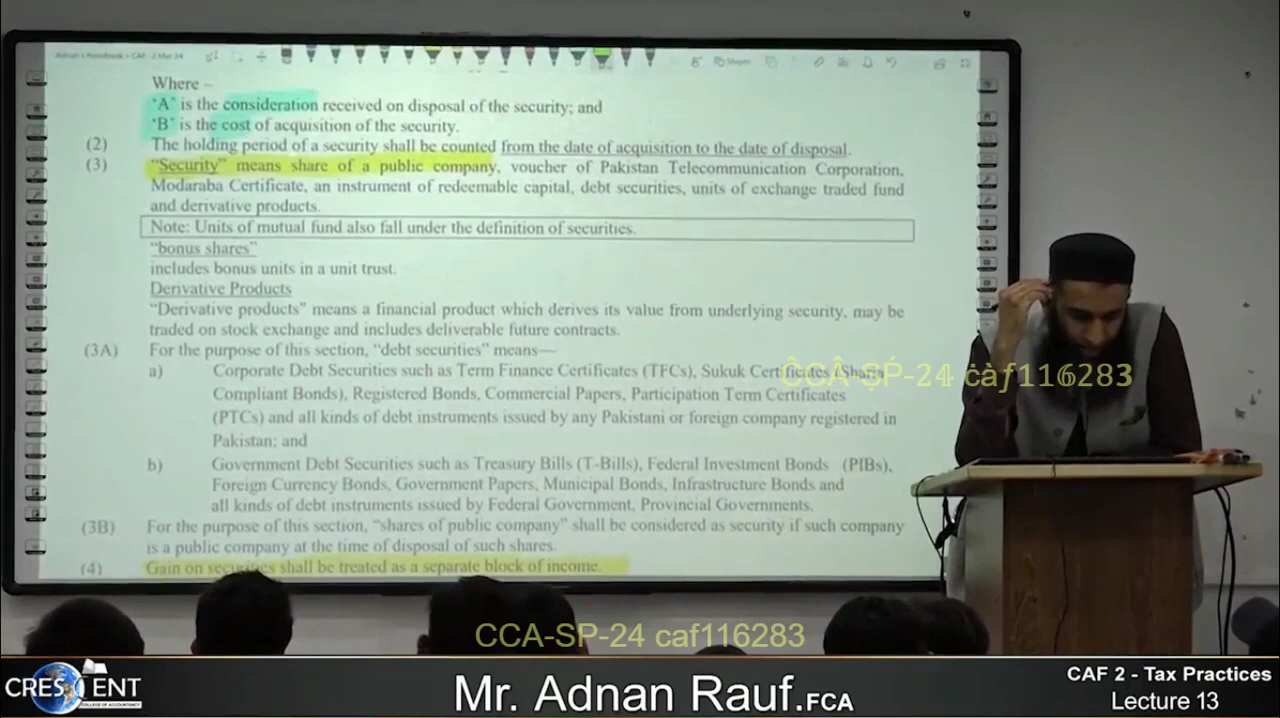 Adnan's Notebook - CAF -2 Mar-24
Share
Where –
'A' is the consideration received on disposal of the security; and
'B' is the cost of acquisition of the security.
(2) The holding period of a security shall be counted from the date of acquisition to the date of disposal.
(3) "Security" means share of a public company, voucher of Pakistan Telecommunication Corporation,
Modaraba Certificate, an instrument of redeemable capital, debt securities, units of exchange traded fund
and derivative products.
Note: Units of mutual fund also fall under the definition of securities.
"bonus shares"
includes bonus units in a unit trust.
Derivative Products
"Derivative products" means a financial product which derives its value from underlying security, may be
traded on stock exchange and includes deliverable future contracts.
(3A) For the purpose of this section, "debt securities" means—
a) Corporate Debt Securities such as Term Finance Certificates (TFCs), Sukuk Certificates (Sharia
Compliant Bonds), Registered Bonds, Commercial Papers, Participation Term Certificates
(PTCs) and all kinds of debt instruments issued by any Pakistani or foreign company registered in
Pakistan; and
b) Government Debt Securities such as Treasury Bills (T-Bills), Federal Investment Bonds (PIBs),
Foreign Currency Bonds, Government Papers, Municipal Bonds, Infrastructure Bonds and
all kinds of debt instruments issued by Federal Government, Provincial Governments.
(3B) For the purpose of this section, "shares of public company" shall be considered as security if such company
is a public company at the time of disposal of such shares.
(4) Gain on securities shall be treated as a separate block of income.
CCA-SP-24 caf116283
CRESCENT
COLLEGE OF ACCOUNTANCY
Mr. Adnan Rauf.FCA
CAF 2 - Tax Practices
Lecture 13